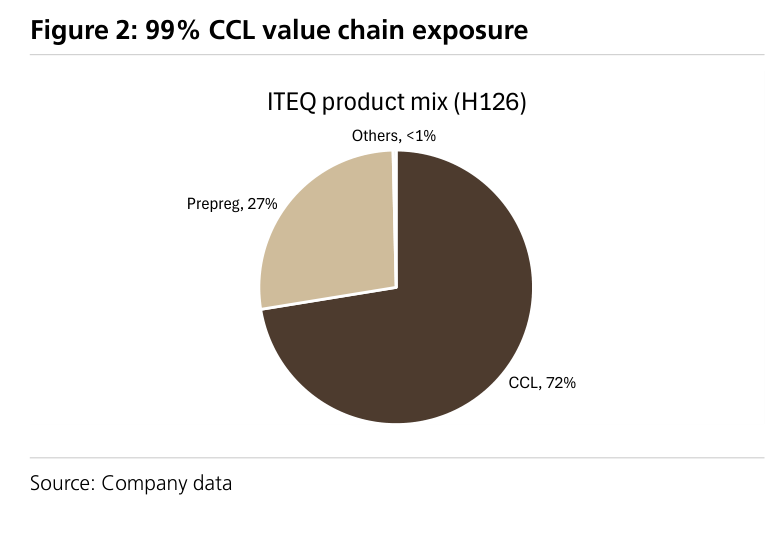 Figure 2: 99% CCL value chain exposure
ITEQ product mix (H126)
Others, <1%
Prepreg, 27%
CCL, 72%
Source: Company data